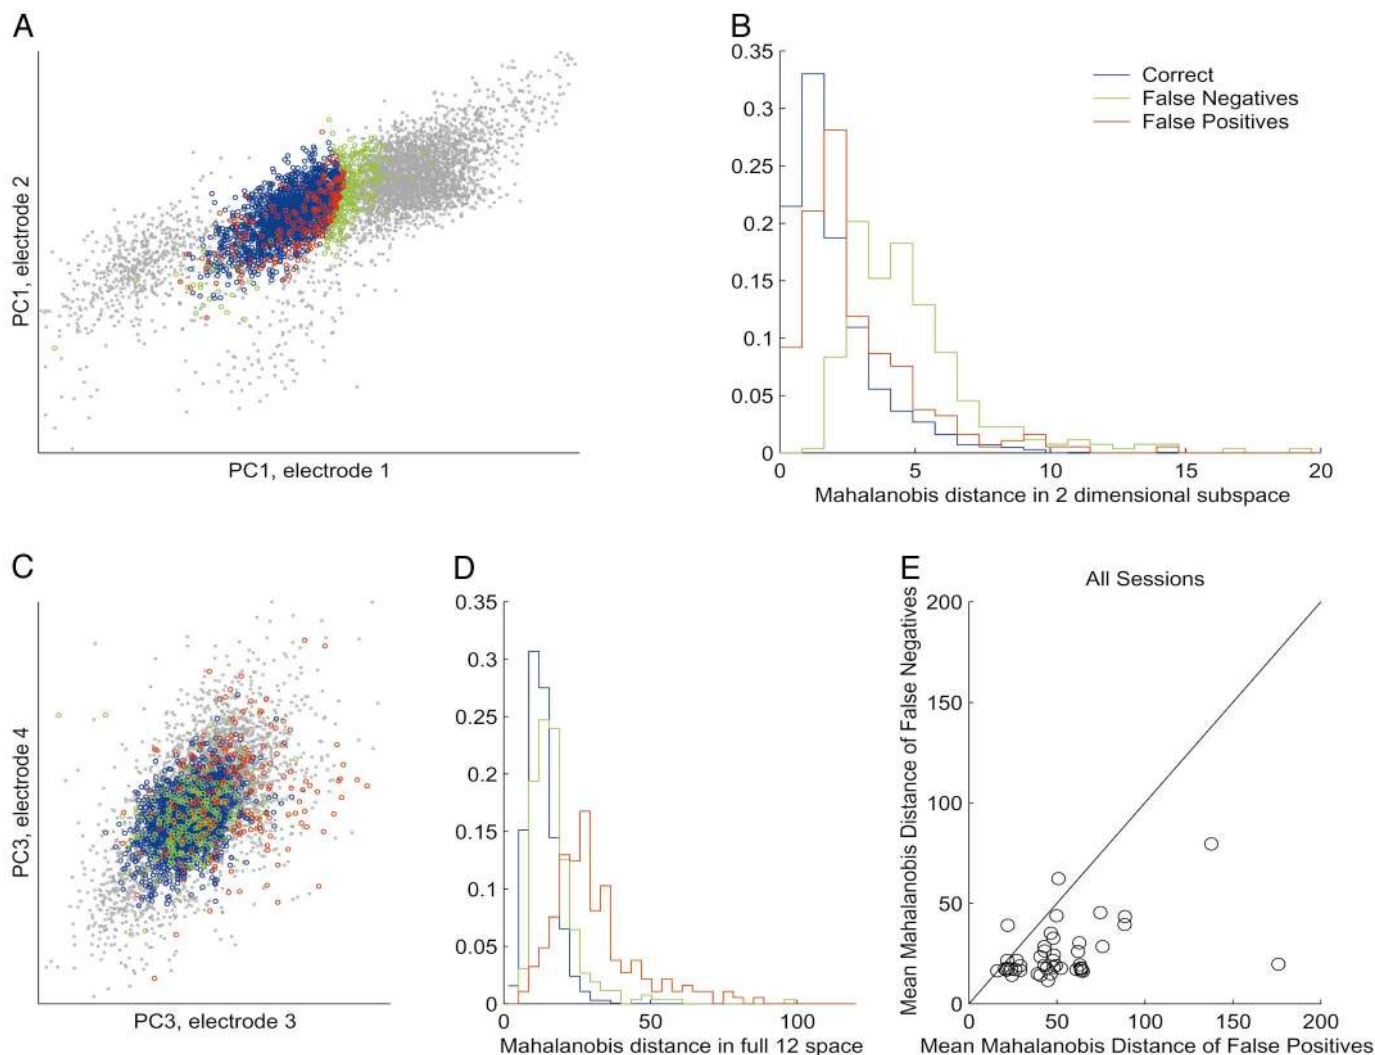 A
PC1, electrode 2
PC1, electrode 1
B
0.35
0.3
0.25
0.2
0.15
0.1
0.05
0
0 5 10 15 20
Mahalanobis distance in 2 dimensional subspace
Correct
False Negatives
False Positives
C
PC3, electrode 4
PC3, electrode 3
D
0.35
0.3
0.25
0.2
0.15
0.1
0.05
0
0 50 100
Mahalanobis distance in full 12 space
E
All Sessions
Mean Mahalanobis Distance of False Negatives
200
150
100
50
0
0 50 100 150 200
Mean Mahalanobis Distance of False Positives